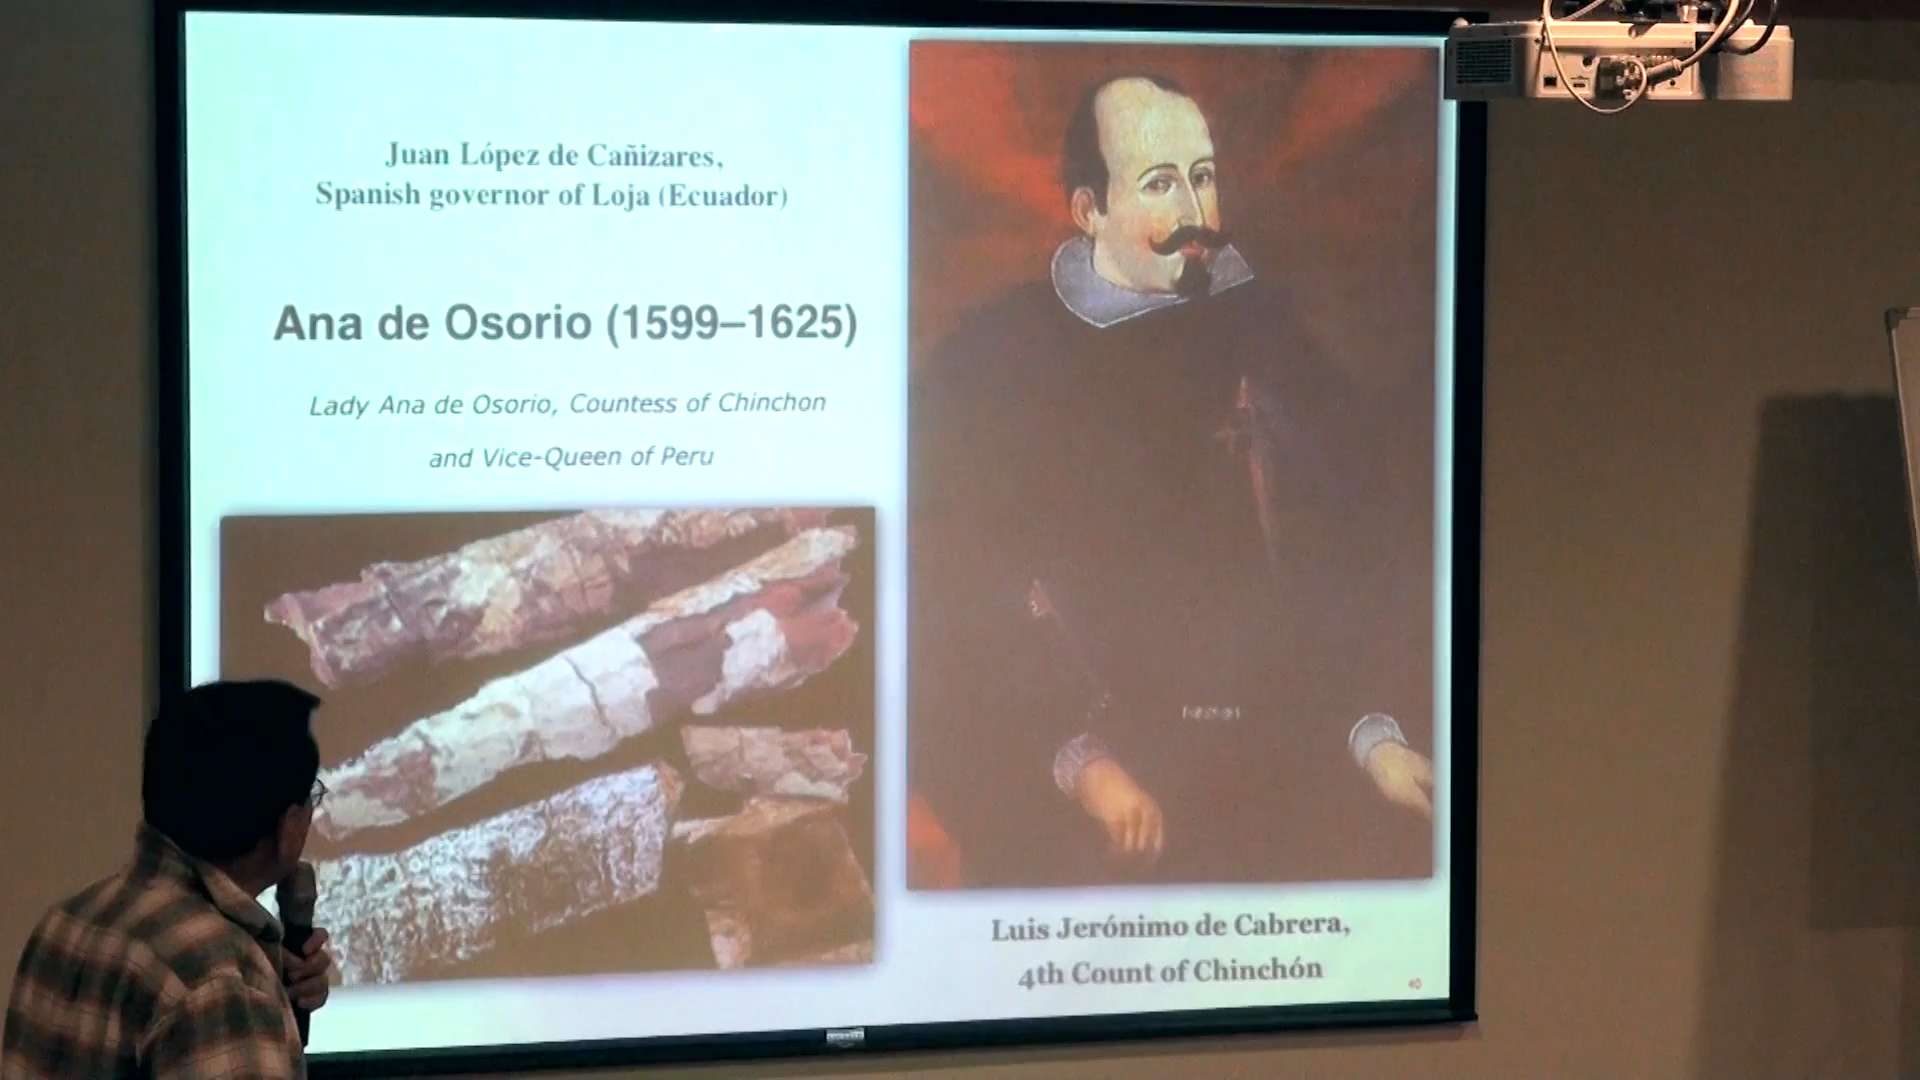 Juan López de Cañizares,
Spanish governor of Loja (Ecuador)
Ana de Osorio (1599–1625)
Lady Ana de Osorio, Countess of Chinchon
and Vice-Queen of Peru
Luis Jerónimo de Cabrera,
4th Count of Chinchón
40